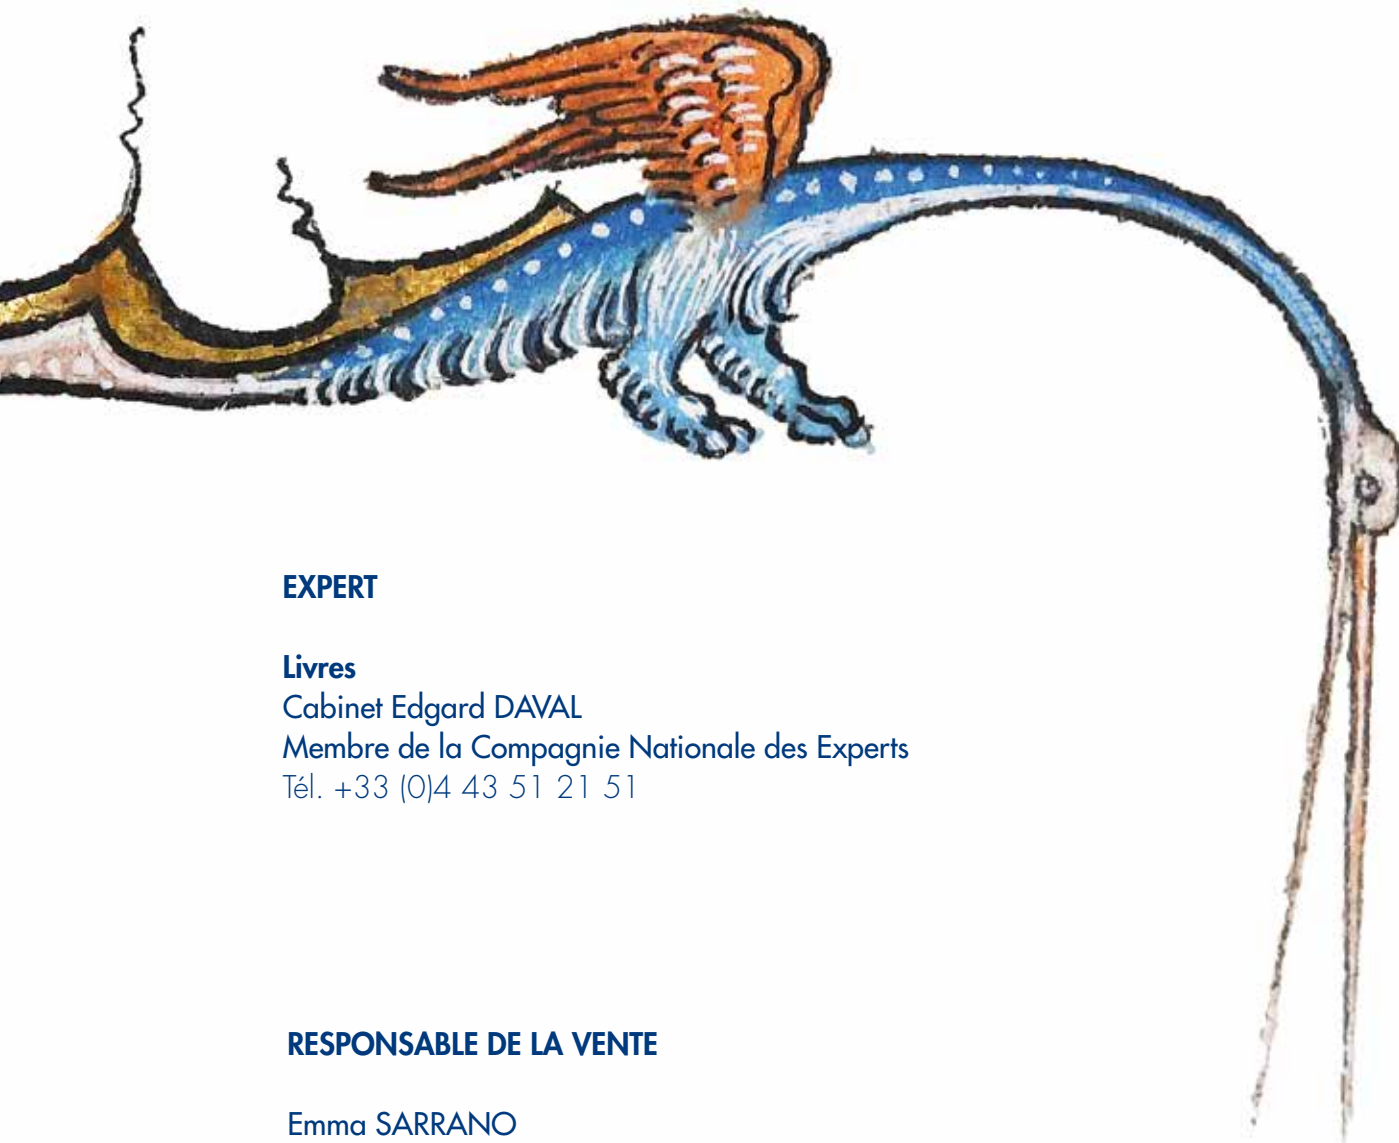 EXPERT
Livres
Cabinet Edgard DAVAL
Membre de la Compagnie Nationale des Experts
Tél. +33 (0)4 43 51 21 51
RESPONSABLE DE LA VENTE
Emma SARRANO